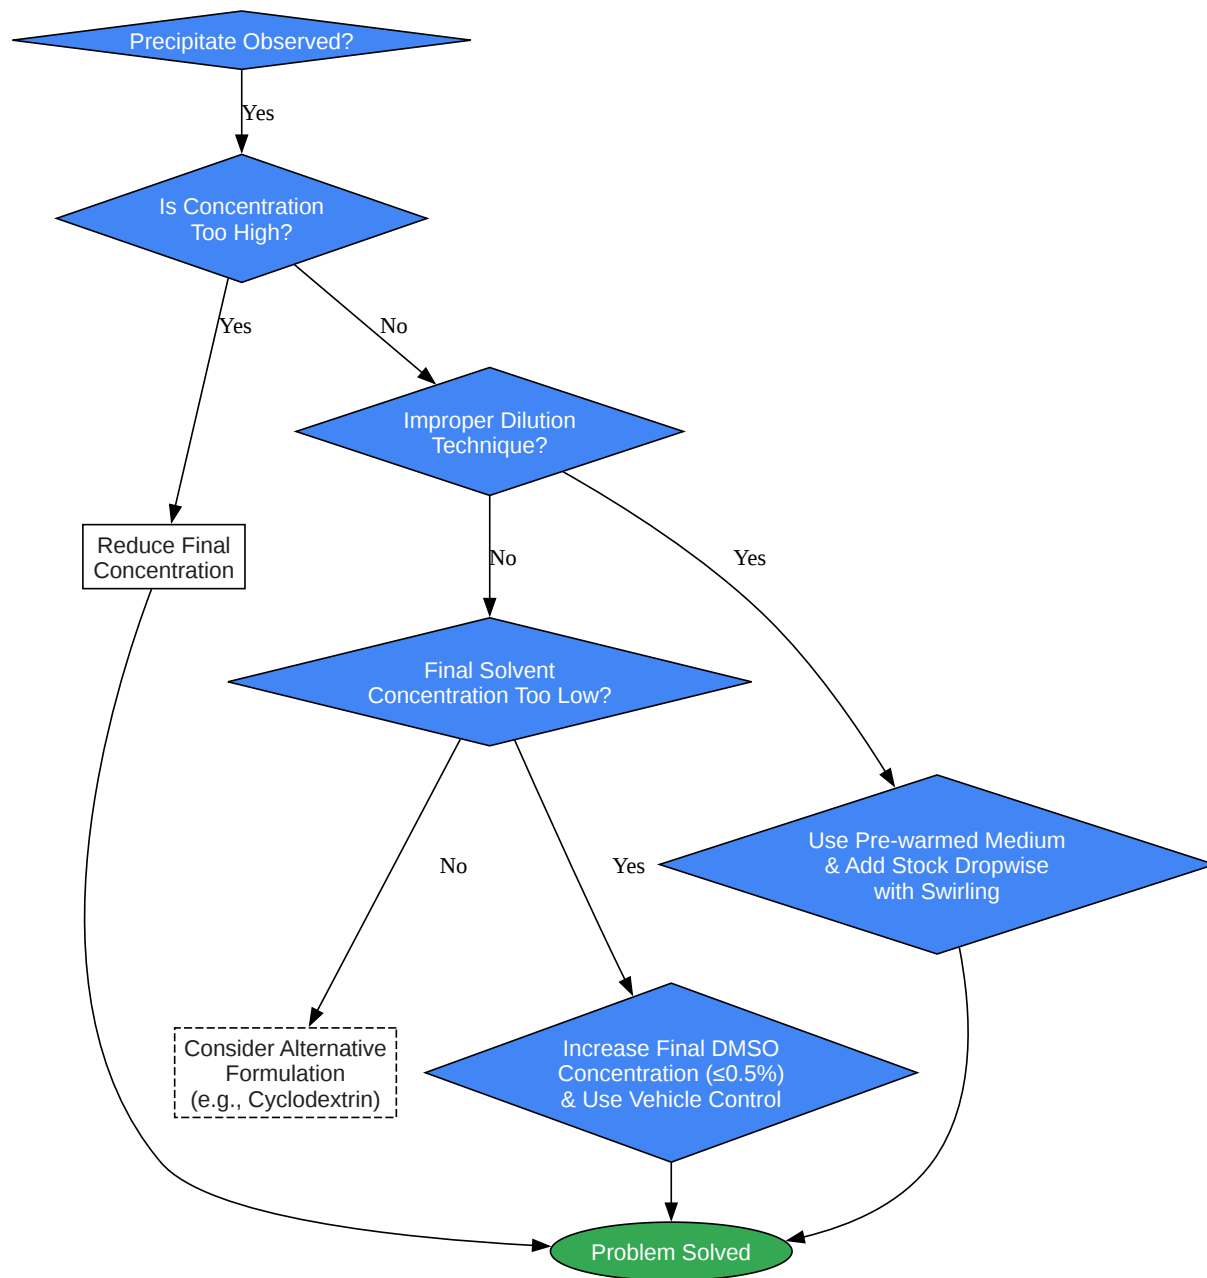 Precipitate Observed?
Yes
Is Concentration
Too High?
Yes
No
Improper Dilution
Technique?
Reduce Final
Concentration
No
Yes
Final Solvent
Concentration Too Low?
No
Yes
Use Pre-warmed Medium
& Add Stock Dropwise
with Swirling
Consider Alternative
Formulation
(e.g., Cyclodextrin)
Increase Final DMSO
Concentration (≤0.5%)
& Use Vehicle Control
Problem Solved